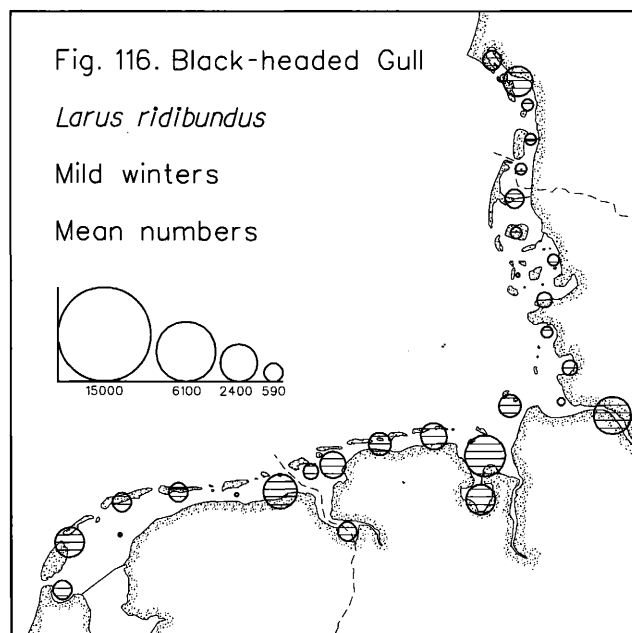 Fig. 116. Black-headed Gull
Larus ridibundus
Mild winters
Mean numbers
15000 6100 2400 590